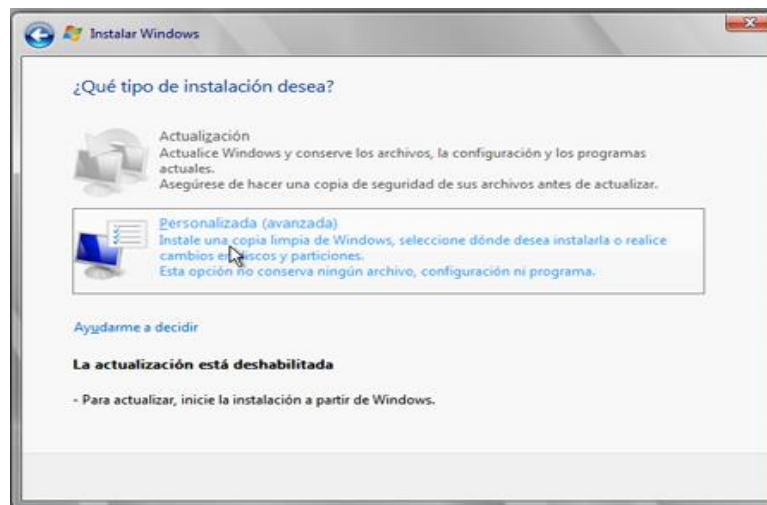 Instalar Windows
¿Qué tipo de instalación desea?
Actualización
Actualice Windows y conserve los archivos, la configuración y los programas
actuales.
Asegúrese de hacer una copia de seguridad de sus archivos antes de actualizar.
Personalizada (avanzada)
Instale una copia limpia de Windows, seleccione dónde desea instalarla o realice
cambios en discos y particiones.
Esta opción no conserva ningún archivo, configuración ni programa.
Ayudarme a decidir
La actualización está deshabilitada
- Para actualizar, inicie la instalación a partir de Windows.